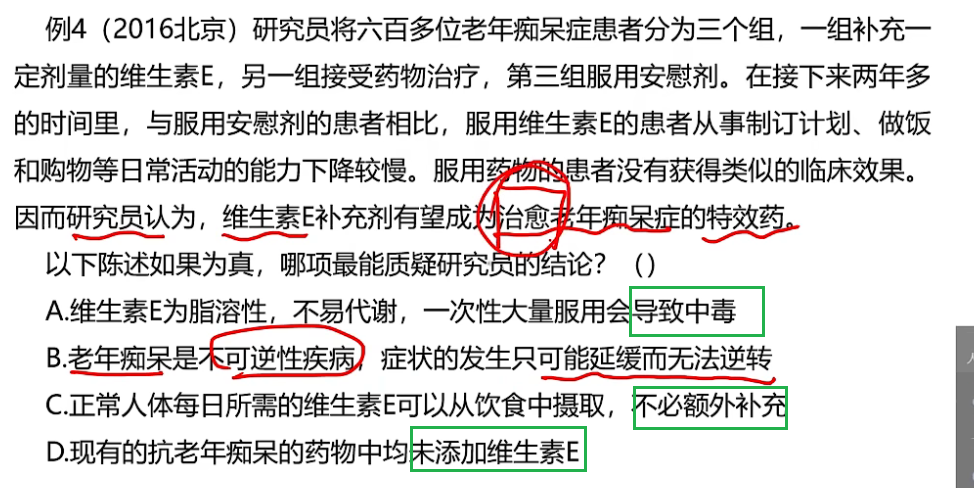 例4（2016北京）研究员将六百多位老年痴呆症患者分为三个组，一组补充一
定剂量的维生素E，另一组接受药物治疗，第三组服用安慰剂。在接下来两年多
的时间里，与服用安慰剂的患者相比，服用维生素E的患者从事制订计划、做饭
和购物等日常活动的能力下降较慢。服用药物的患者没有获得类似的临床效果。
因而研究员认为，维生素E补充剂有望成为治愈老年痴呆症的特效药。
以下陈述如果为真，哪项最能质疑研究员的结论？（）
A.维生素E为脂溶性，不易代谢，一次性大量服用会导致中毒
B.老年痴呆是不可逆性疾病，症状的发生只可能延缓而无法逆转
C.正常人体每日所需的维生素E可以从饮食中摄取，不必额外补充
D.现有的抗老年痴呆的药物中均未添加维生素E